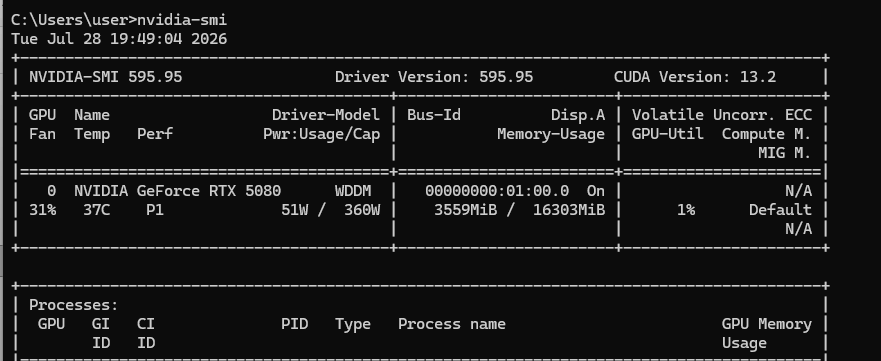 C:\Users\user>nvidia-smi
Tue Jul 28 19:49:04 2026
+-----------------------------------------------------------------------------------------+
| NVIDIA-SMI 595.95                 Driver Version: 595.95         CUDA Version: 13.2     |
+-----------------------------------------+------------------------+----------------------+
| GPU  Name                  Driver-Model | Bus-Id          Disp.A | Volatile Uncorr. ECC |
| Fan  Temp   Perf          Pwr:Usage/Cap |           Memory-Usage | GPU-Util  Compute M. |
|                                         |                        |               MIG M. |
|=========================================+========================+======================|
|   0  NVIDIA GeForce RTX 5080      WDDM  |   00000000:01:00.0  On |                  N/A |
| 31%   37C    P1             51W /  360W |    3559MiB /  16303MiB |      1%      Default |
|                                         |                        |                  N/A |
+-----------------------------------------+------------------------+----------------------+
+-----------------------------------------------------------------------------------------+
| Processes:                                                                              |
|  GPU   GI   CI              PID   Type   Process name                        GPU Memory |
|        ID   ID                                                               Usage      |
|=========================================================================================|